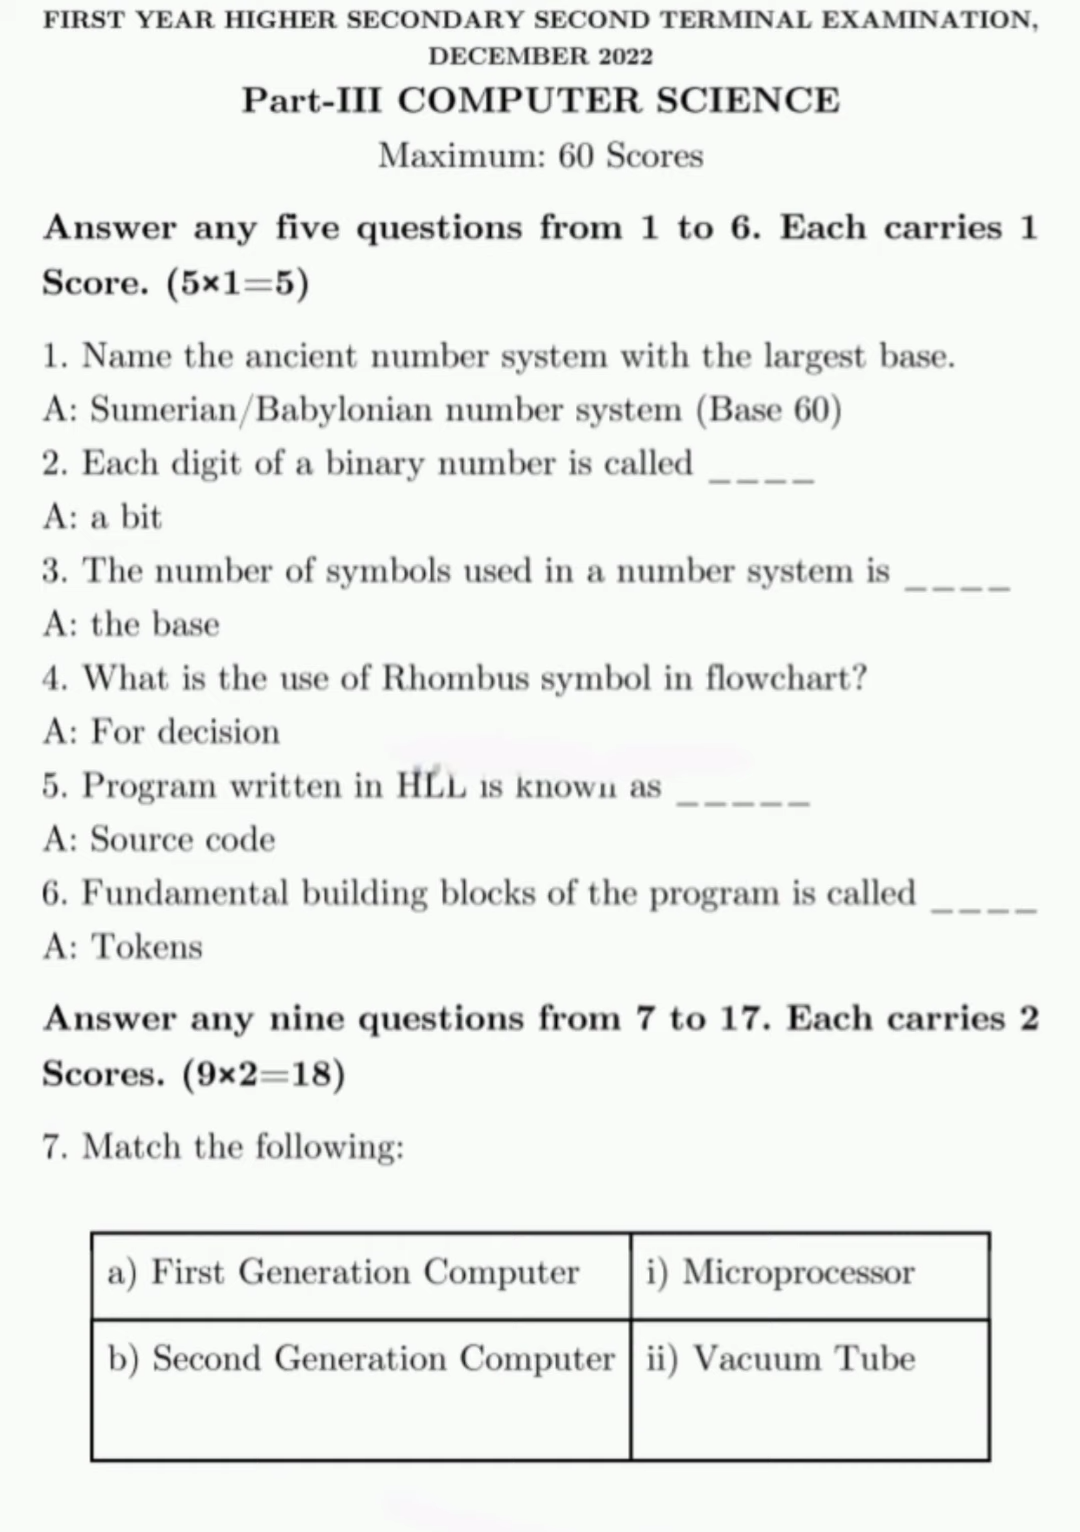 FIRST YEAR HIGHER SECONDARY SECOND TERMINAL EXAMINATION,
DECEMBER 2022
Part-III COMPUTER SCIENCE
Maximum: 60 Scores
Answer any five questions from 1 to 6. Each carries 1
Score. (5×1=5)
1. Name the ancient number system with the largest base.
A: Sumerian/Babylonian number system (Base 60)
2. Each digit of a binary number is called ____
A: a bit
3. The number of symbols used in a number system is ____
A: the base
4. What is the use of Rhombus symbol in flowchart?
A: For decision
5. Program written in HLL is known as _____
A: Source code
6. Fundamental building blocks of the program is called ____
A: Tokens
Answer any nine questions from 7 to 17. Each carries 2
Scores. (9×2=18)
7. Match the following:
a) First Generation Computer i) Microprocessor
b) Second Generation Computer ii) Vacuum Tube